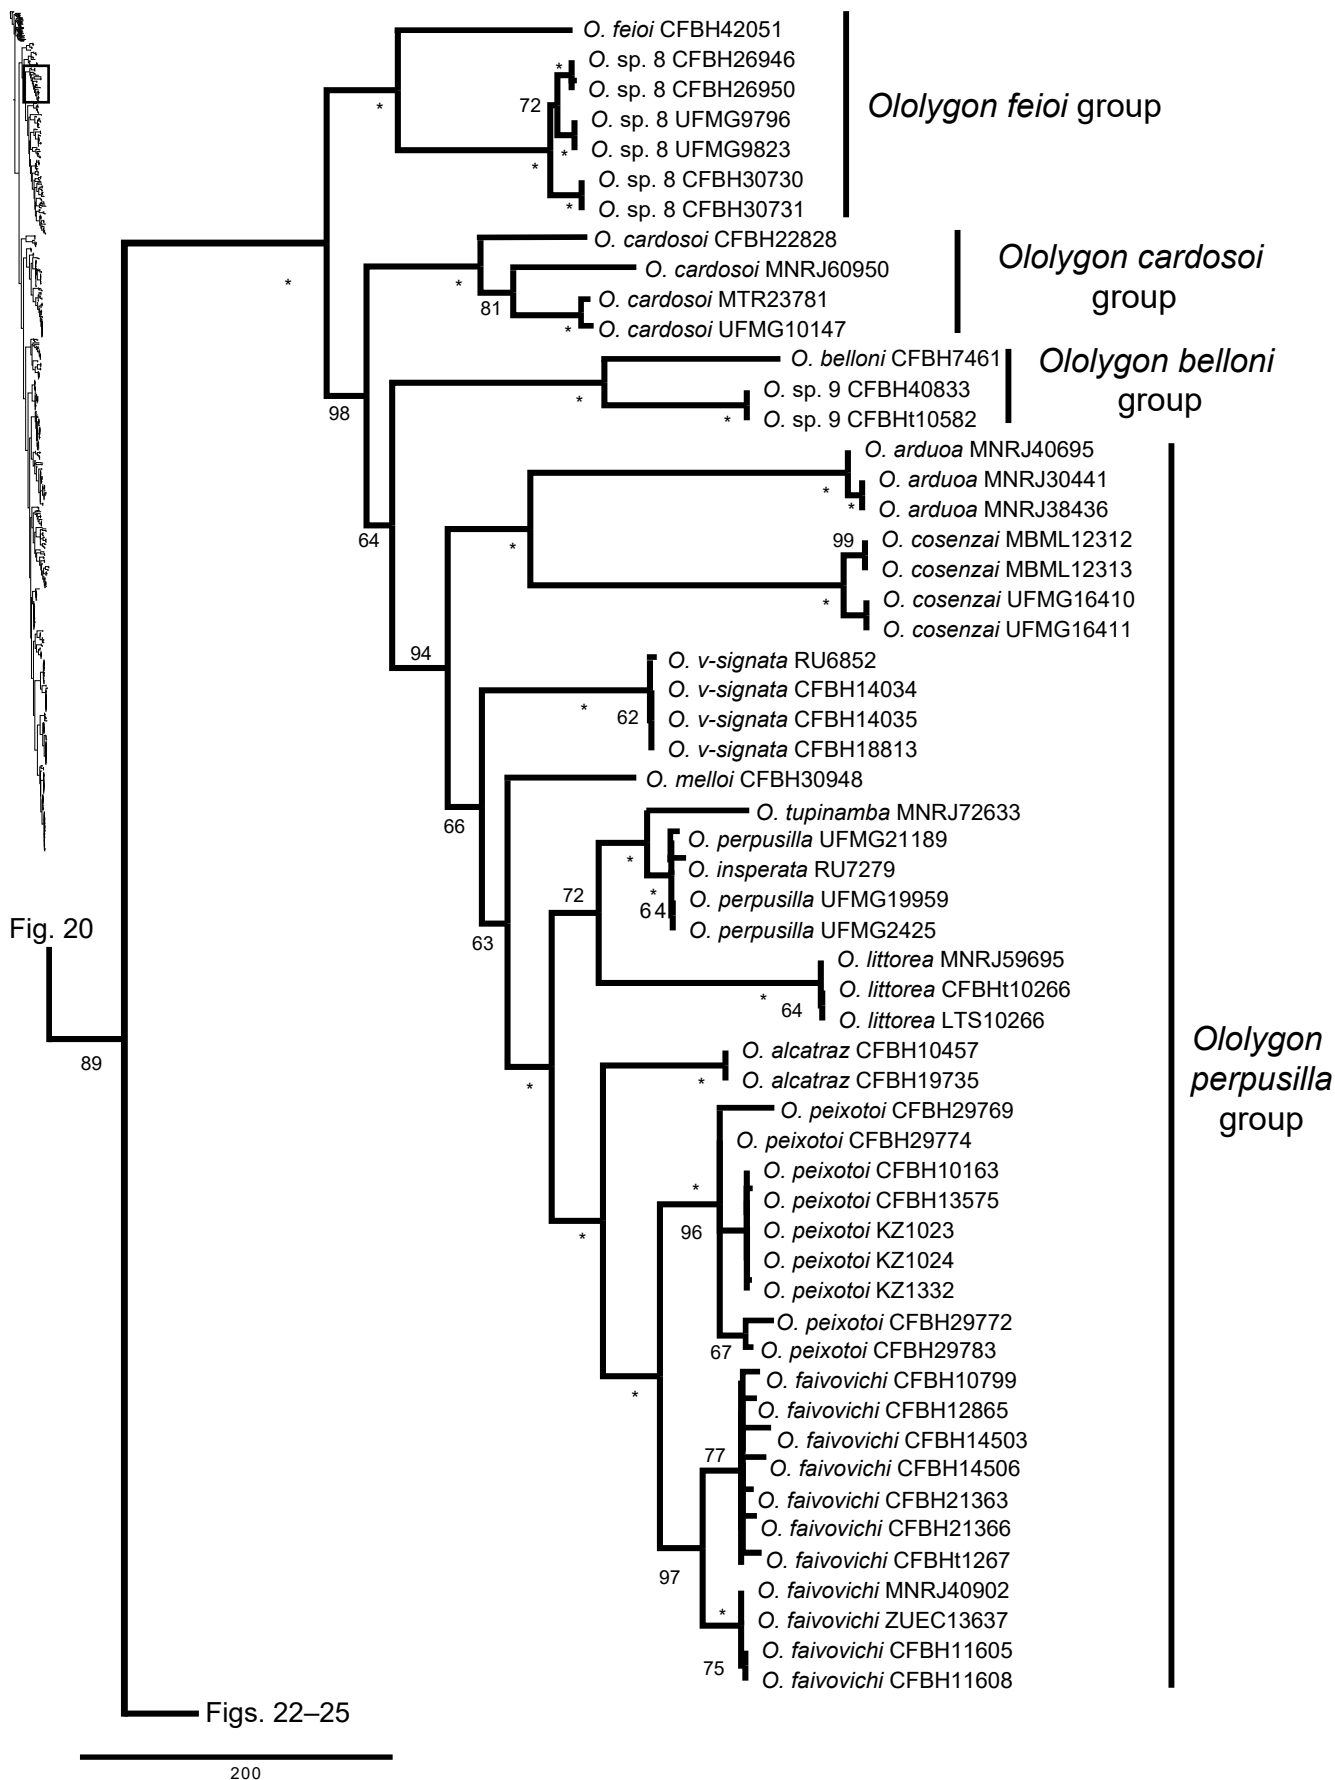 O. feioi CFBH42051
*
O. sp. 8 CFBH26946
O. sp. 8 CFBH26950
72
*
Ololygon feioi group
O. sp. 8 UFMG9796
O. sp. 8 UFMG9823
*
*
O. sp. 8 CFBH30730
O. sp. 8 CFBH30731
*
O. cardosoi CFBH22828
Ololygon cardosoi
group
O. cardosoi MNRJ60950
*
*
O. cardosoi MTR23781
81
O. cardosoi UFMG10147
*
O. belloni CFBH7461
Ololygon belloni
group
O. sp. 9 CFBH40833
*
98
O. sp. 9 CFBHt10582
*
O. arduoa MNRJ40695
O. arduoa MNRJ30441
*
O. arduoa MNRJ38436
*
64
99
O. cosenzai MBML12312
*
O. cosenzai MBML12313
O. cosenzai UFMG16410
*
O. cosenzai UFMG16411
94
O. v-signata RU6852
O. v-signata CFBH14034
*
62
O. v-signata CFBH14035
O. v-signata CFBH18813
O. melloi CFBH30948
O. tupinamba MNRJ72633
66
O. perpusilla UFMG21189
*
O. insperata RU7279
72
*
O. perpusilla UFMG19959
64
Fig. 20
O. perpusilla UFMG2425
63
O. littorea MNRJ59695
O. littorea CFBHt10266
*
64
O. littorea LTS10266
Ololygon
perpusilla
group
O. alcatraz CFBH10457
89
*
*
O. alcatraz CFBH19735
O. peixotoi CFBH29769
O. peixotoi CFBH29774
O. peixotoi CFBH10163
*
O. peixotoi CFBH13575
*
96
O. peixotoi KZ1023
O. peixotoi KZ1024
O. peixotoi KZ1332
O. peixotoi CFBH29772
67
O. peixotoi CFBH29783
O. faivovichi CFBH10799
*
O. faivovichi CFBH12865
O. faivovichi CFBH14503
77
O. faivovichi CFBH14506
O. faivovichi CFBH21363
O. faivovichi CFBH21366
O. faivovichi CFBHt1267
97
O. faivovichi MNRJ40902
*
O. faivovichi ZUEC13637
O. faivovichi CFBH11605
75
O. faivovichi CFBH11608
Figs. 22–25
200